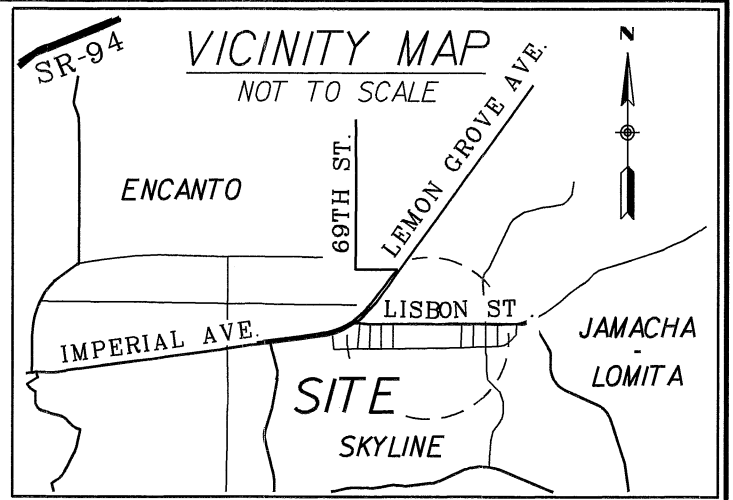 SR-94
VICINITY MAP
NOT TO SCALE
N
ENCANTO
69TH ST.
LEMON GROVE AVE.
LISBON ST.
IMPERIAL AVE.
JAMACHA
-
LOMITA
SITE
SKYLINE